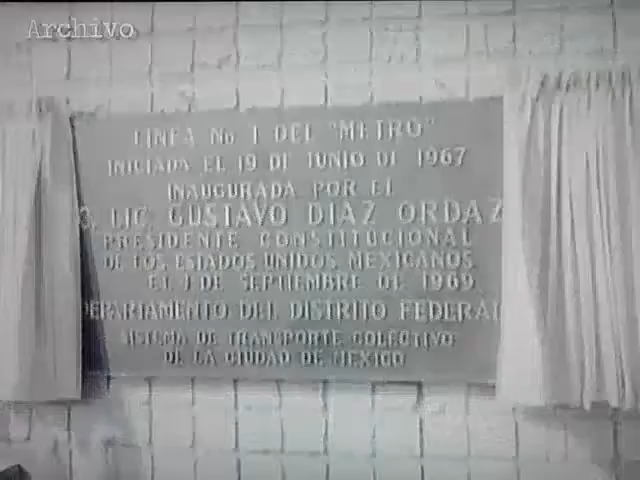 Archivo
LINEA No 1 DEL "METRO"
INICIADA EL 19 DE JUNIO DE 1967
INAUGURADA POR EL
C. LIC. GUSTAVO DIAZ ORDAZ
PRESIDENTE CONSTITUCIONAL
DE LOS ESTADOS UNIDOS MEXICANOS.
EL DE SEPTIEMBRE DE 1969.
DEPARTAMENTO DEL DISTRITO FEDERAL
SISTEMA DE TRANSPORTE COLECTIVO
DE LA CIUDAD DE MEXICO